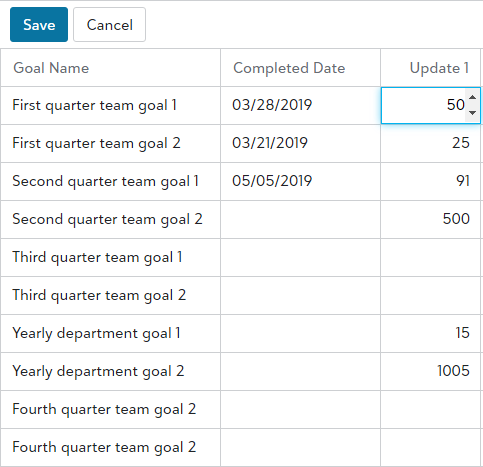 Save Cancel
Goal Name Completed Date Update 1
First quarter team goal 1 03/28/2019 50
First quarter team goal 2 03/21/2019 25
Second quarter team goal 1 05/05/2019 91
Second quarter team goal 2 500
Third quarter team goal 1
Third quarter team goal 2
Yearly department goal 1 15
Yearly department goal 2 1005
Fourth quarter team goal 2
Fourth quarter team goal 2